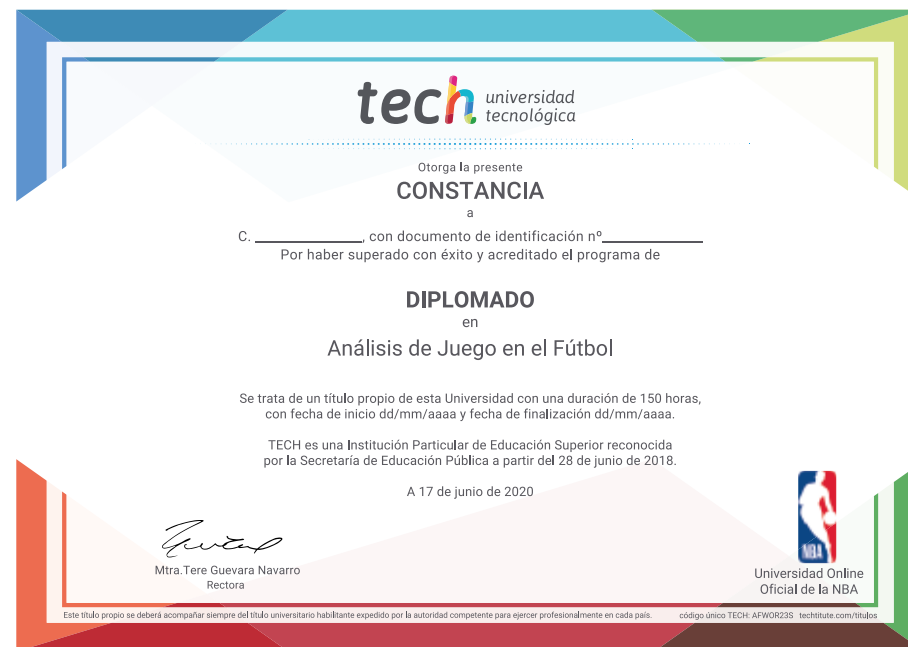 tech universidad
tecnológica
Otorga la presente
CONSTANCIA
a
C. ____________, con documento de identificación nº____________
Por haber superado con éxito y acreditado el programa de
DIPLOMADO
en
Análisis de Juego en el Fútbol
Se trata de un título propio de esta Universidad con una duración de 150 horas,
con fecha de inicio dd/mm/aaaa y fecha de finalización dd/mm/aaaa.
TECH es una Institución Particular de Educación Superior reconocida
por la Secretaría de Educación Pública a partir del 28 de junio de 2018.
A 17 de junio de 2020
Mtra.Tere Guevara Navarro
Rectora
NBA
Universidad Online
Oficial de la NBA
Este título propio se deberá acompañar siempre del título universitario habilitante expedido por la autoridad competente para ejercer profesionalmente en cada país. código único TECH: AFWOR23S techtitute.com/titulos